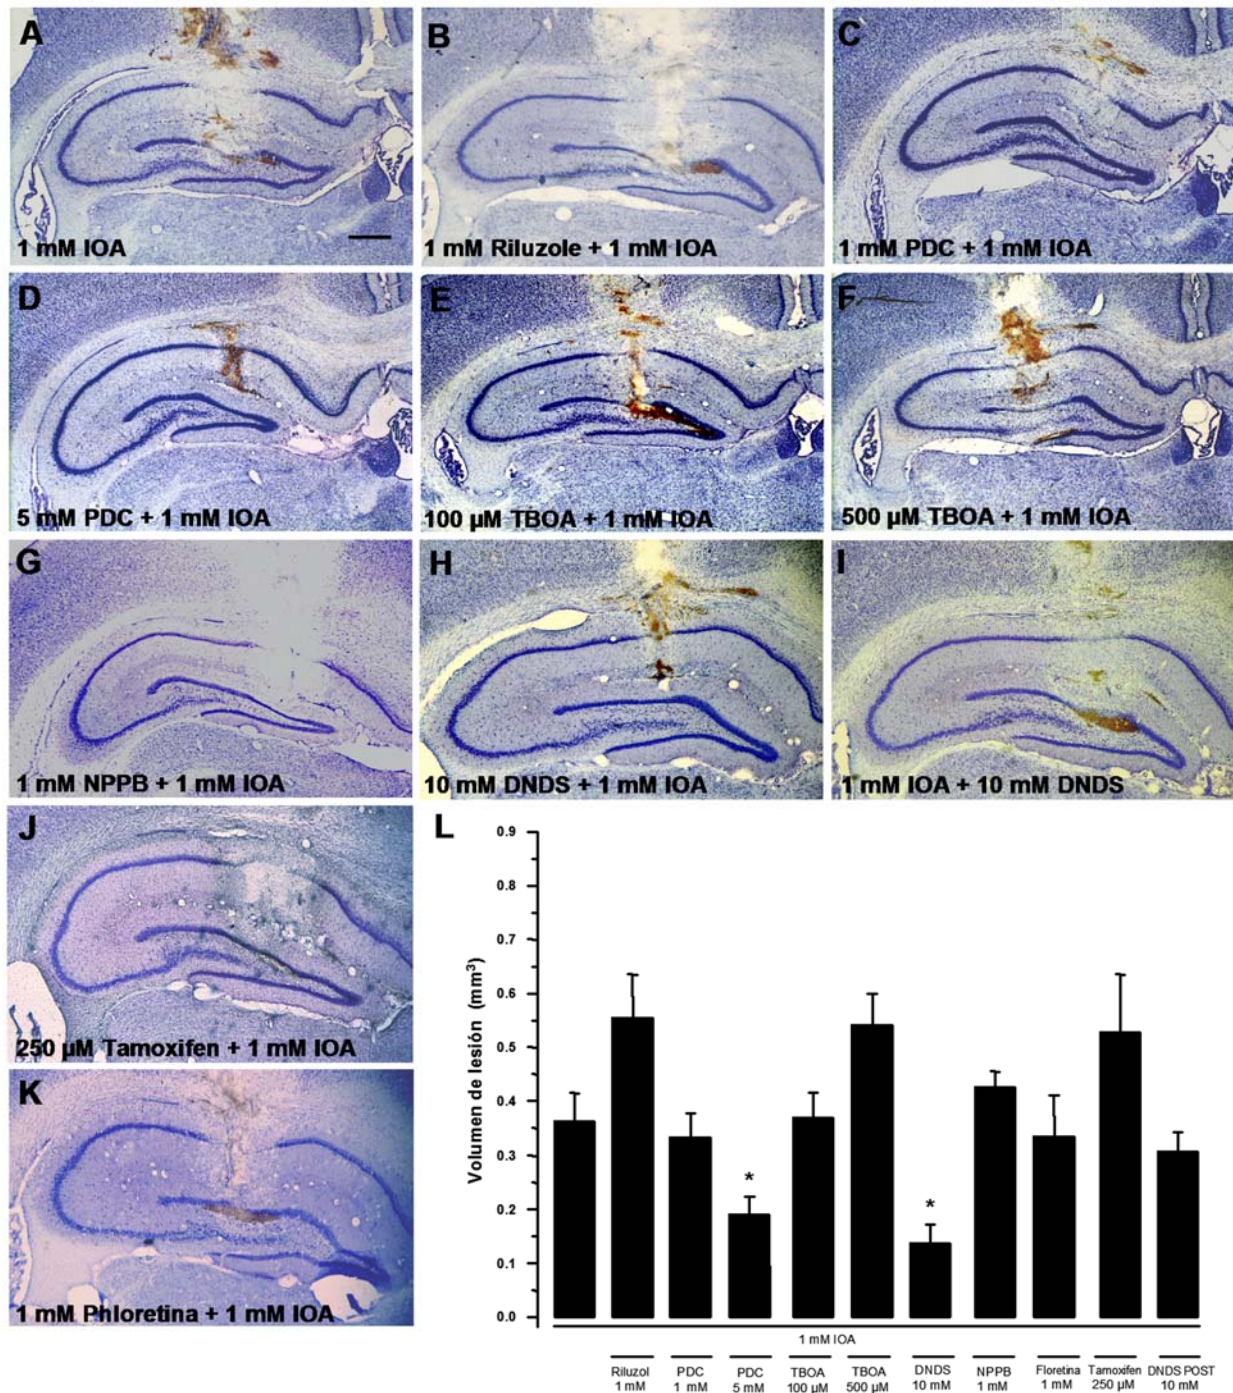 A
1 mM IOA
B
1 mM Riluzole + 1 mM IOA
C
1 mM PDC + 1 mM IOA
D
5 mM PDC + 1 mM IOA
E
100 µM TBOA + 1 mM IOA
F
500 µM TBOA + 1 mM IOA
G
1 mM NPPB + 1 mM IOA
H
10 mM DNDS + 1 mM IOA
I
1 mM IOA + 10 mM DNDS
J
250 µM Tamoxifen + 1 mM IOA
K
1 mM Phloretina + 1 mM IOA
L
Volumen de lesión (mm³)
0.9
0.8
0.7
0.6
0.5
0.4
0.3
0.2
0.1
0.0
*
*
1 mM IOA
Riluzol
1 mM
PDC
1 mM
PDC
5 mM
TBOA
100 µM
TBOA
500 µM
DNDS
10 mM
NPPB
1 mM
Floretina
1 mM
Tamoxifen
250 µM
DNDS POST
10 mM